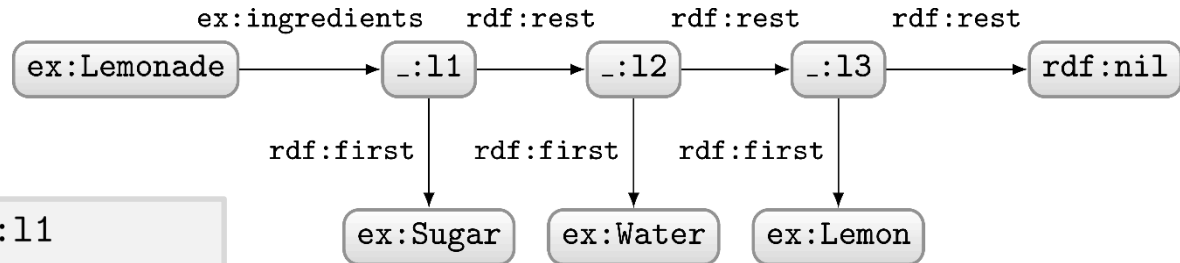 ex:ingredients rdf:rest rdf:rest rdf:rest
ex:Lemonade _:l1 _:l2 _:l3 rdf:nil
rdf:first rdf:first rdf:first
:l1
ex:Sugar ex:Water ex:Lemon